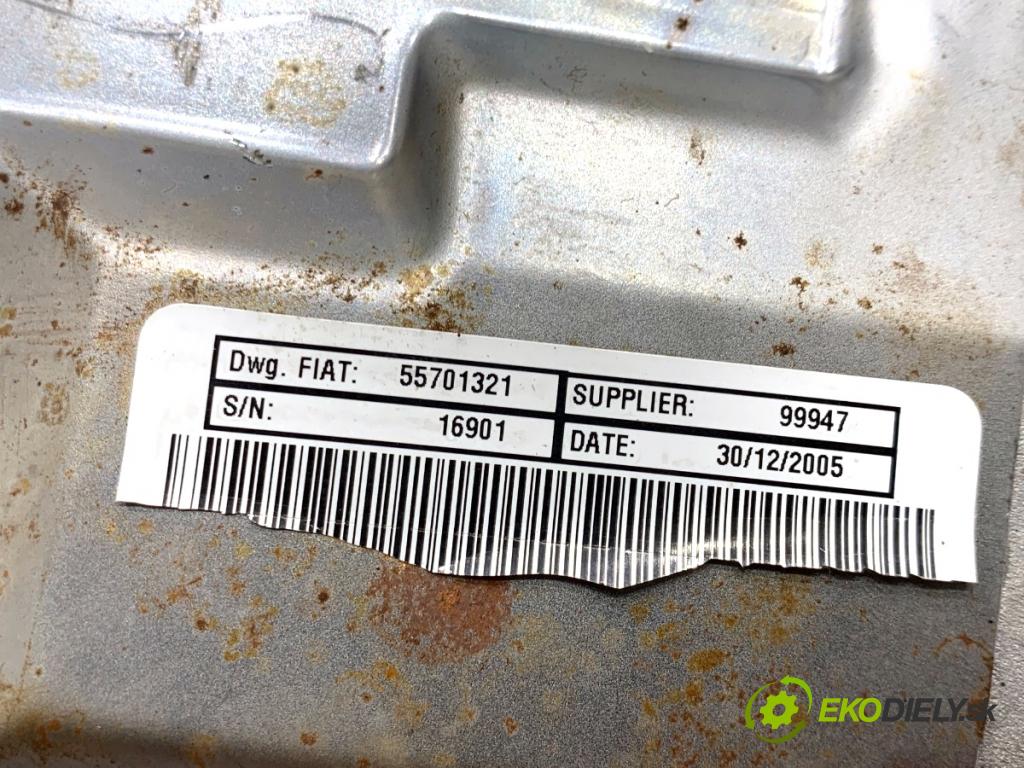 Dwg. FIAT: 55701321
SUPPLIER: 99947
S/N: 16901
DATE: 30/12/2005
EKODIELY.sk